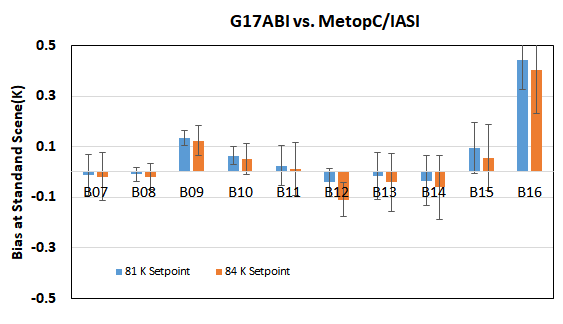 G17ABI vs. MetopC/IASI
Bias at Standand Scene(K)
0.5
0.3
0.1
-0.1
-0.3
-0.5
B07 B08 B09 B10 B11 B12 B13 B14 B15 B16
81 K Setpoint 84 K Setpoint